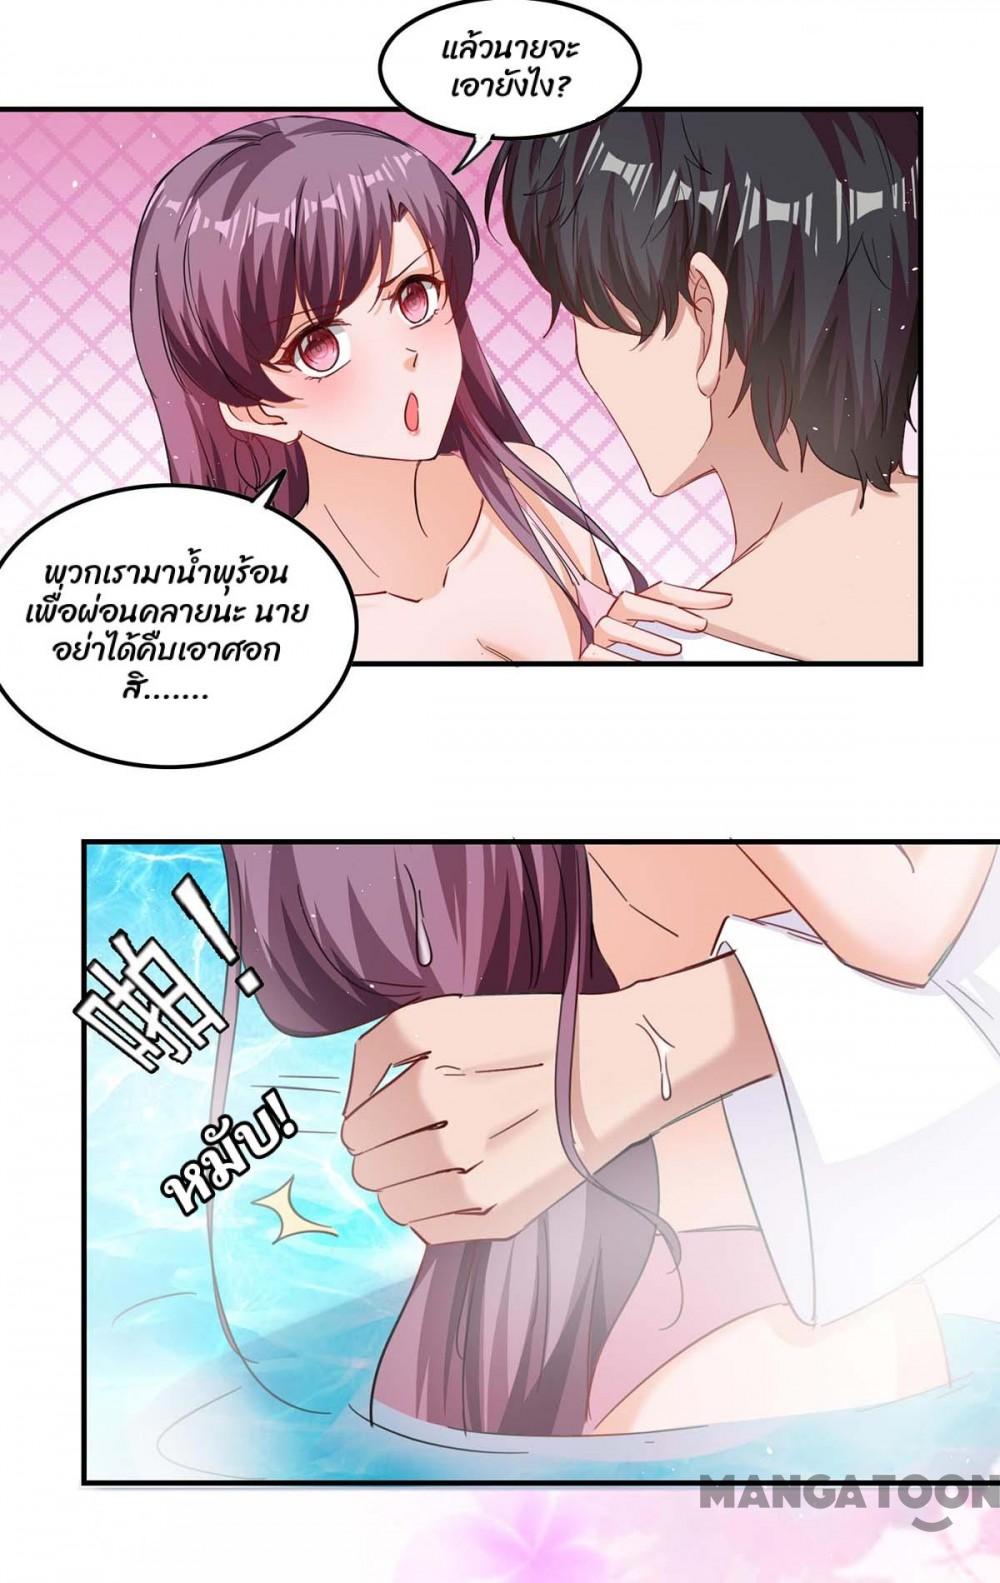 แล้วนายจะ
เอายังไง?
พวกเรามาน้ำพุร้อน
เพื่อผ่อนคลายนะ นาย
อย่าได้คืบเอาศอก
สิ.......
啪!
หมับ!
MANGATOON